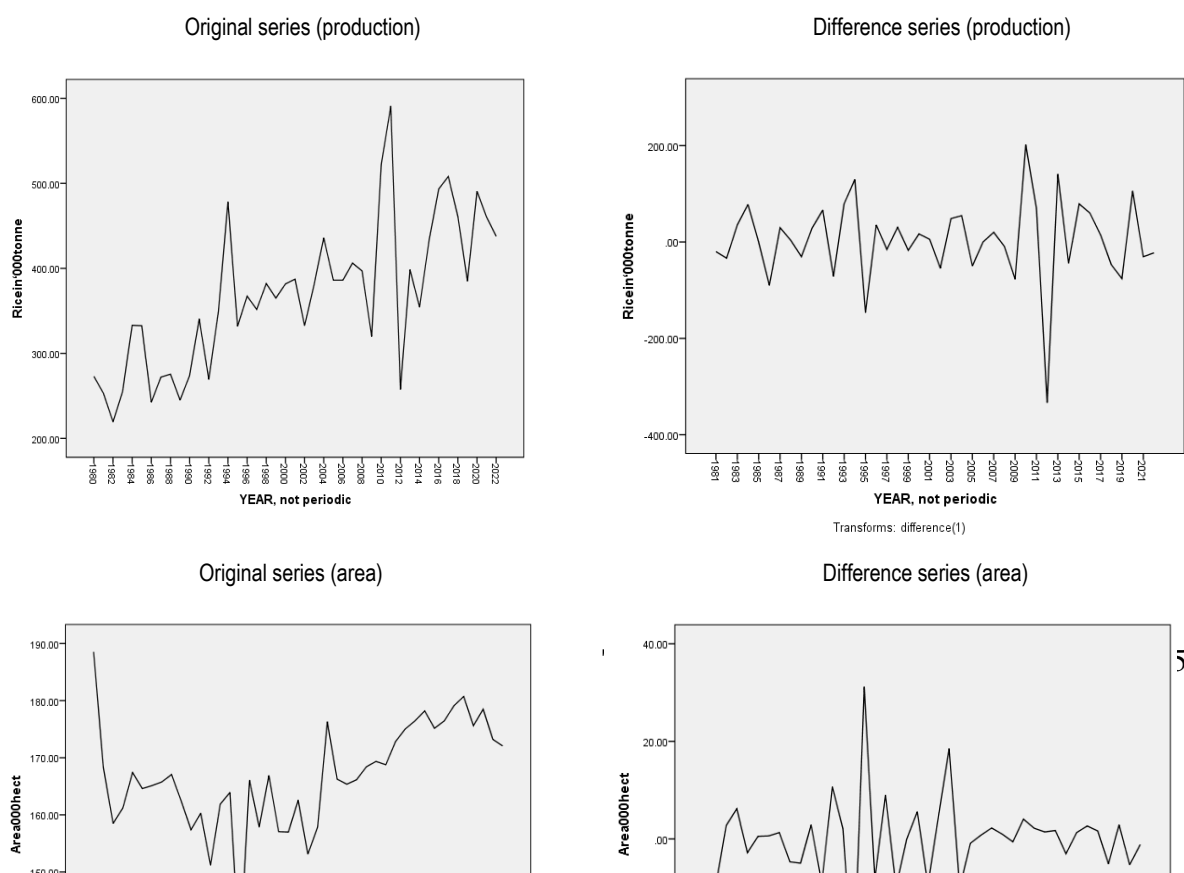 Original series (production)
600.00
500.00
400.00
300.00
200.00
Ricein'000tonne
1980 1982 1984 1986 1988 1990 1992 1994 1996 1998 2000 2002 2004 2006 2008 2010 2012 2014 2016 2018 2020 2022
YEAR, not periodic
Difference series (production)
200.00
.00
-200.00
-400.00
Ricein'000tonne
1981 1983 1985 1987 1989 1991 1993 1995 1997 1999 2001 2003 2005 2007 2009 2011 2013 2015 2017 2019 2021
YEAR, not periodic
Transforms: difference(1)
Original series (area)
190.00
180.00
170.00
160.00
150.00
Area000hect
Difference series (area)
40.00
20.00
.00
Area000hect